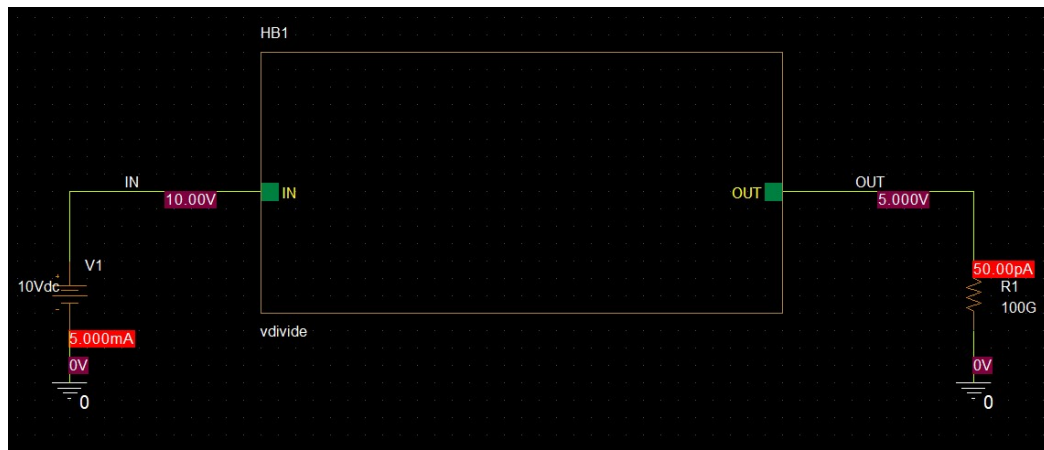 HB1
IN
10.00V
IN
OUT
OUT
5.000V
V1
10Vdc
+
-
5.000mA
0V
0
vdivide
50.00pA
R1
100G
0V
0